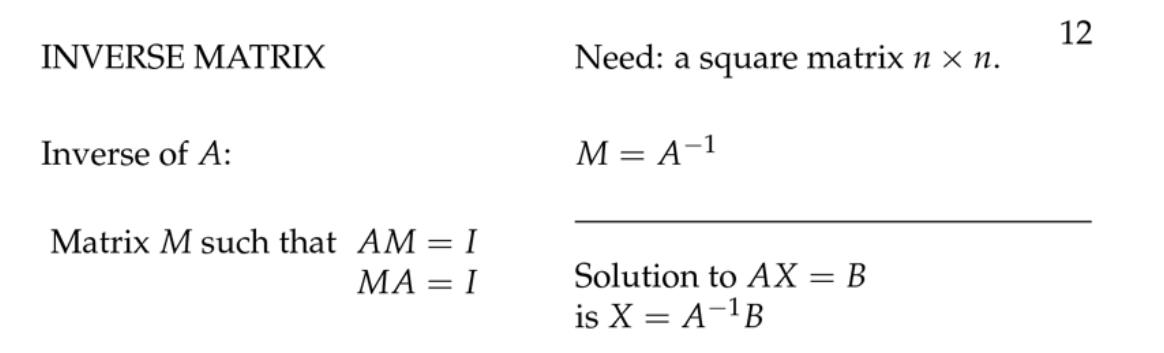 12
INVERSE MATRIX
Inverse of A:
Matrix M such that AM = I
MA = I
Need: a square matrix n × n.
M = A⁻¹
Solution to AX = B
is X = A⁻¹B